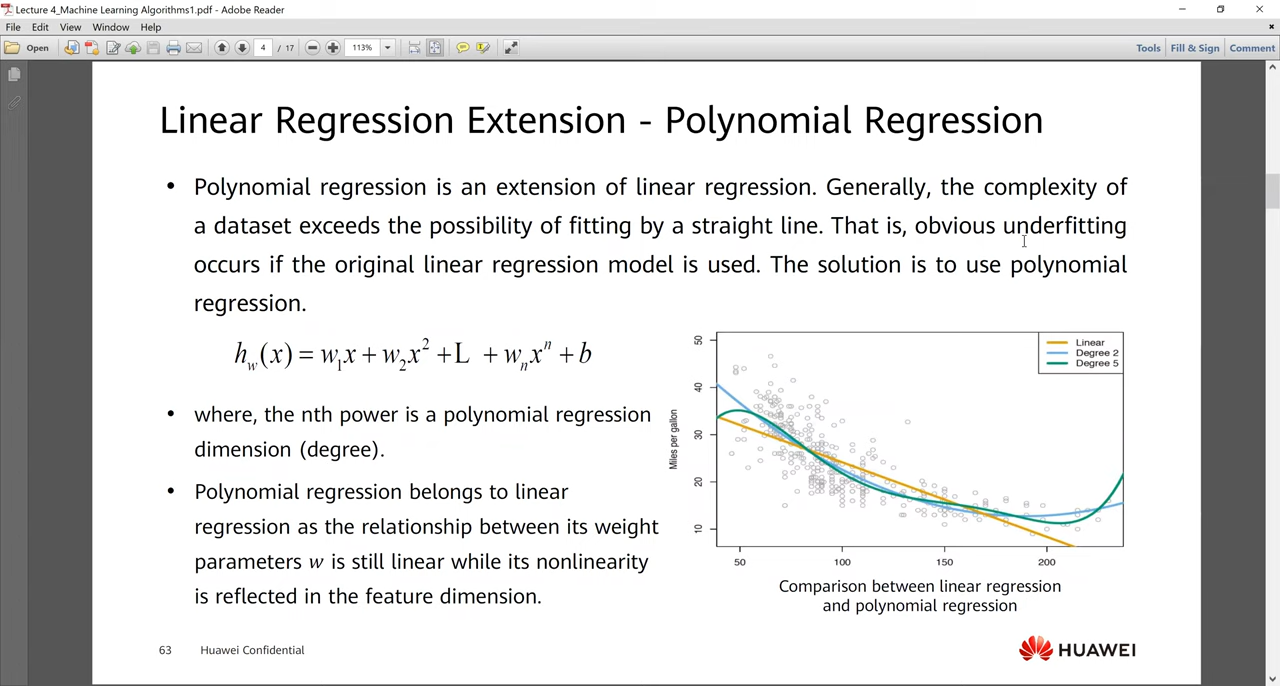 Lecture 4_Machine Learning Algorithms1.pdf - Adobe Reader
File Edit View Window Help
Open 4 / 17 113% Tools Fill & Sign Comment
Linear Regression Extension - Polynomial Regression
• Polynomial regression is an extension of linear regression. Generally, the complexity of
a dataset exceeds the possibility of fitting by a straight line. That is, obvious underfitting
occurs if the original linear regression model is used. The solution is to use polynomial
regression.
h_w(x) = w₁x + w₂x² + L + w_n xⁿ + b
• where, the nth power is a polynomial regression
dimension (degree).
• Polynomial regression belongs to linear
regression as the relationship between its weight
parameters w is still linear while its nonlinearity
is reflected in the feature dimension.
Linear
Degree 2
Degree 5
Miles per gallon
50
40
30
20
10
50 100 150 200
Comparison between linear regression
and polynomial regression
63 Huawei Confidential
HUAWEI